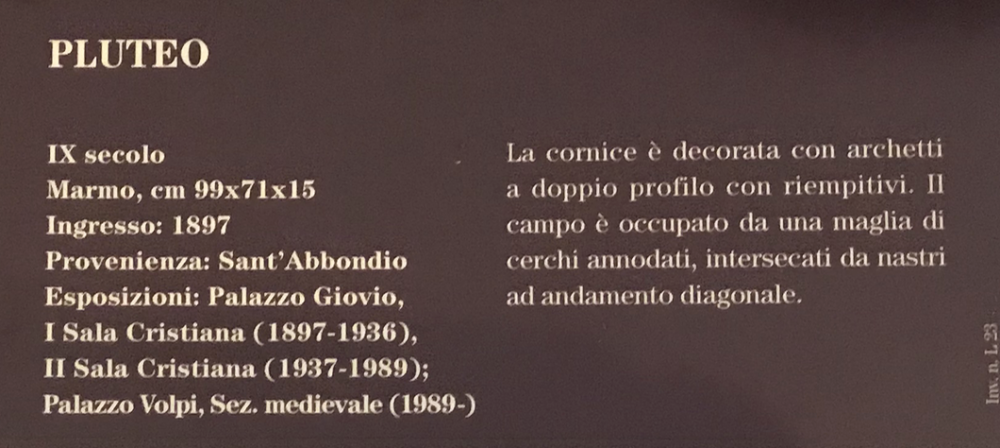 PLUTEO
IX secolo
Marmo, cm 99x71x15
Ingresso: 1897
Provenienza: Sant'Abbondio
Esposizioni: Palazzo Giovio,
I Sala Cristiana (1897-1936),
II Sala Cristiana (1937-1989);
Palazzo Volpi, Sez. medievale (1989-)
La cornice è decorata con archetti
a doppio profilo con riempitivi. Il
campo è occupato da una maglia di
cerchi annodati, intersecati da nastri
ad andamento diagonale.
Inv. n. L 23